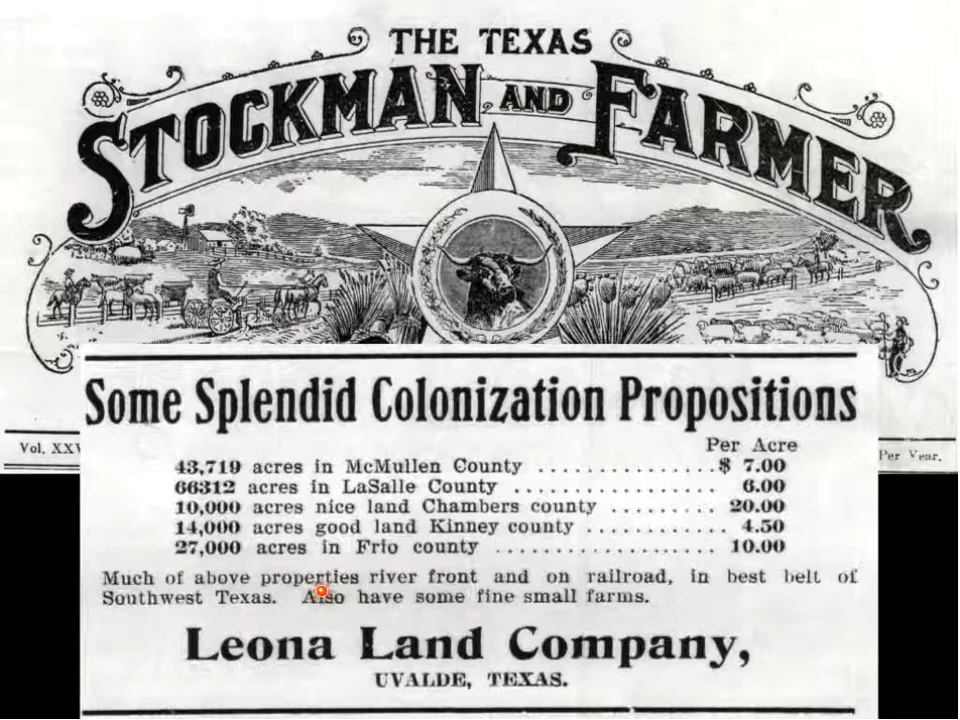 THE TEXAS
STOCKMAN AND FARMER
Some Splendid Colonization Propositions
Vol.
Per Year.
Per Acre
43,719 acres in McMullen County ................ $ 7.00
66312 acres in LaSalle County .................. 6.00
10,000 acres nice land Chambers county ......... 20.00
14,000 acres good land Kinney county ............ 4.50
27,000 acres in Frio county .................... 10.00
Much of above properties river front and on railroad, in best belt of
Southwest Texas. Also have some fine small farms.
Leona Land Company,
UVALDE, TEXAS.